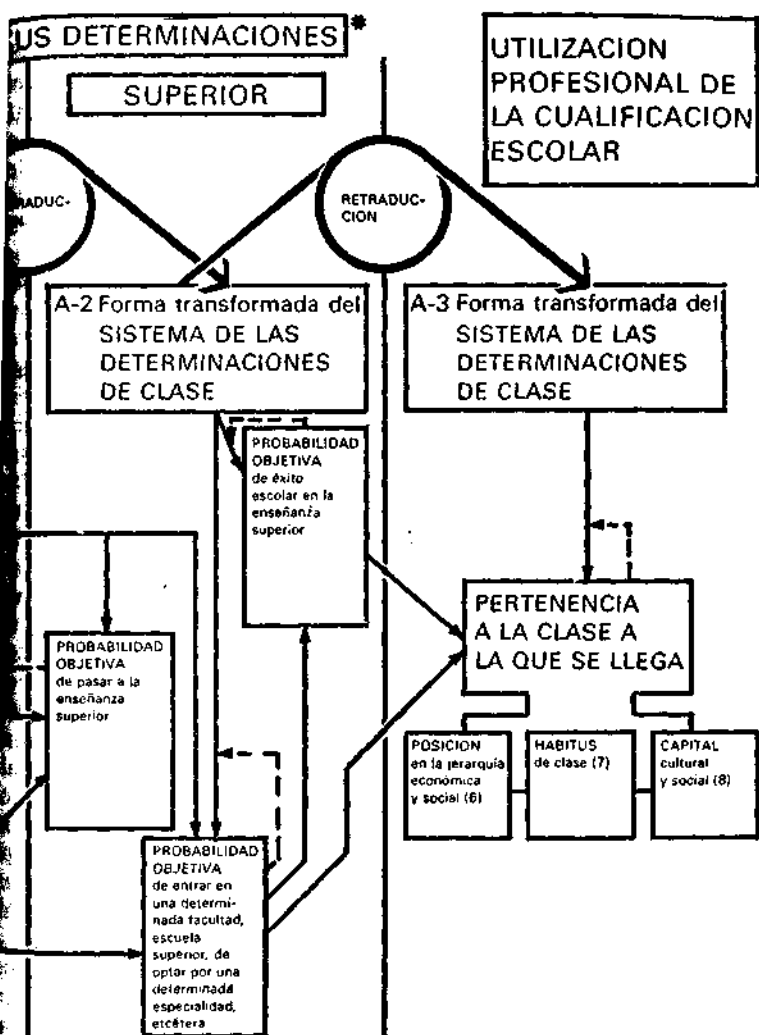 US DETERMINACIONES*
SUPERIOR
UTILIZACION
PROFESIONAL DE
LA CUALIFICACION
ESCOLAR
RADUC-
N
RETRADUC-
CION
A-2 Forma transformada del
SISTEMA DE LAS
DETERMINACIONES
DE CLASE
A-3 Forma transformada del
SISTEMA DE LAS
DETERMINACIONES
DE CLASE
PROBABILIDAD
OBJETIVA
de éxito
escolar en la
enseñanza
superior
PROBABILIDAD
OBJETIVA
de pasar a la
enseñanza
superior
PERTENENCIA
A LA CLASE A
LA QUE SE LLEGA
POSICION
en la jerarquía
económica
y social (6)
HABITUS
de clase (7)
CAPITAL
cultural
y social (8)
PROBABILIDAD
OBJETIVA
de entrar en
una determi-
nada facultad,
escuela
superior, de
optar por una
determinada
especialidad,
etcétera